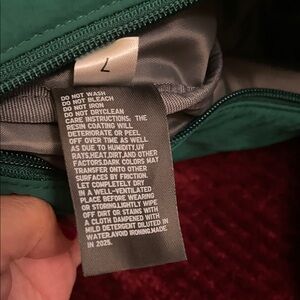 L
DO NOT WASH
DO NOT BLEACH
DO NOT IRON
DO NOT DRYCLEAN
CARE INSTRUCTIONS. THE
RESIN COATING WILL
DETERIORATE OR PEEL
OFF OVER TIME AS WELL
AS DUE TO HUMIDITY,UV
RATS,HEAT,DIRT,AND OTHER
FACTORS.DARK COLORS MAY
TRANSFER ONTO OTHER
SURFACES BY FRICTION.
LET COMPLETELY DRY
IN A WELL-VENTILATED
PLACE BEFORE WEARING
OR STORING.LIGHTLY WIPE
OFF DIRT OR STAINS WITH
A CLOTH DAMPENED WITH
MILD DETERGENT DILUTED IN
WATER.AVOID IRONING.MADE
IN 2025.